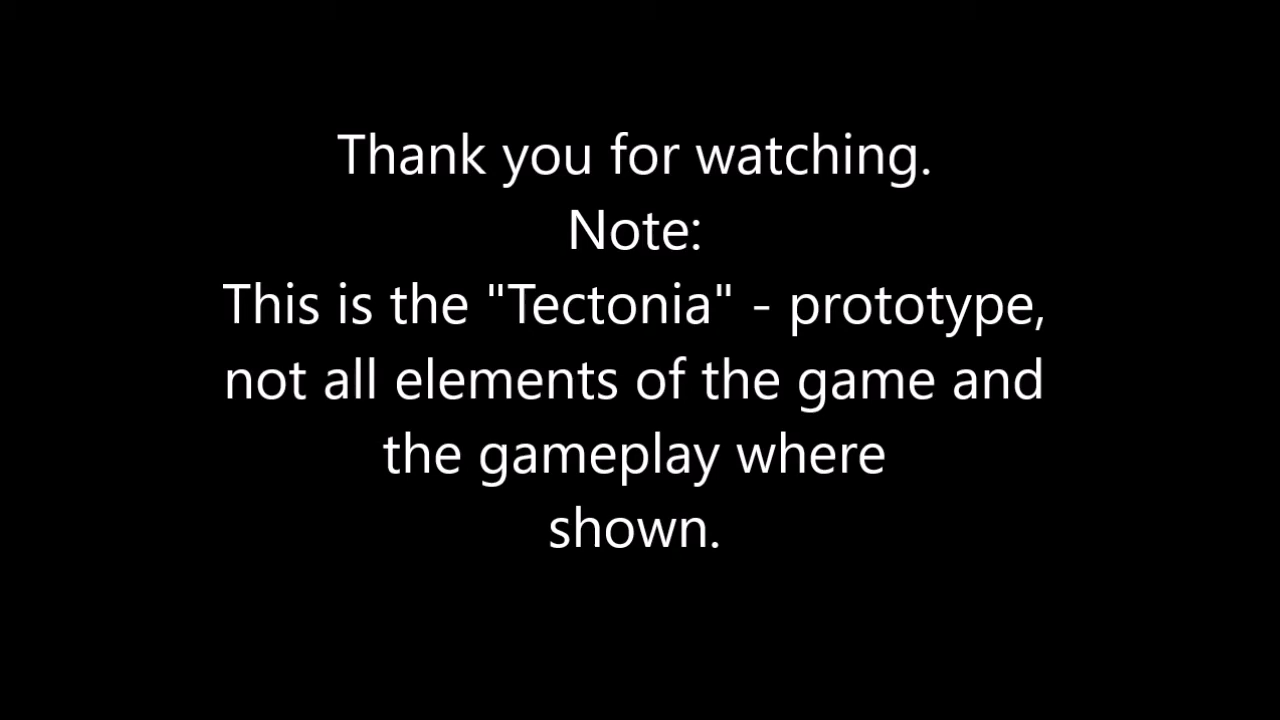 Thank you for watching.
Note:
This is the "Tectonia" - prototype,
not all elements of the game and
the gameplay where
shown.